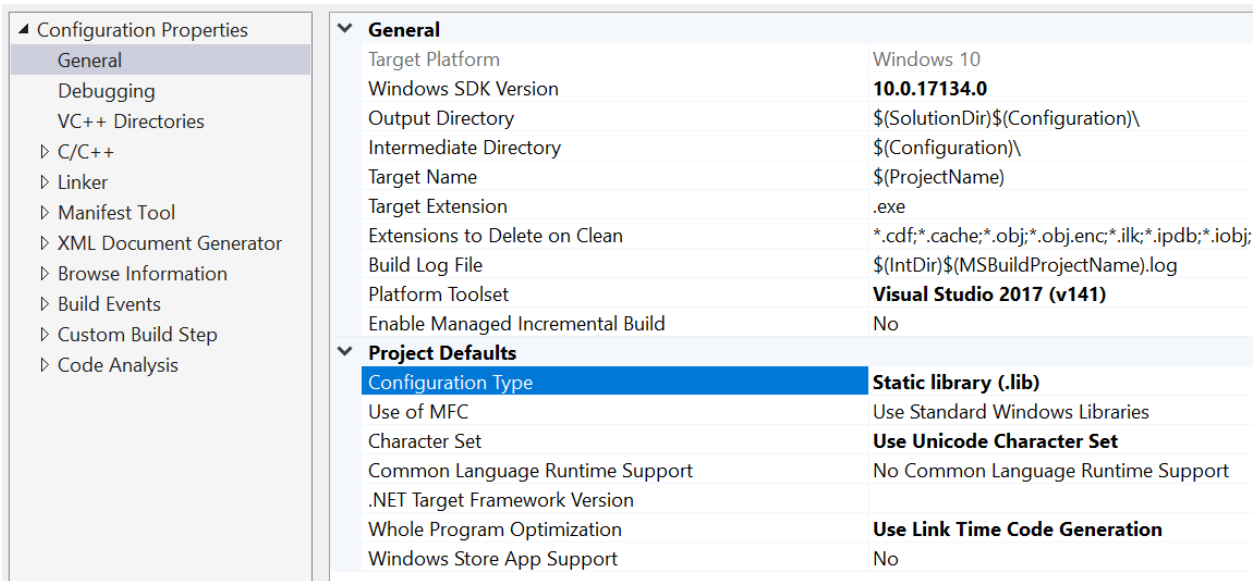 Configuration Properties
General
Debugging
VC++ Directories
C/C++
Linker
Manifest Tool
XML Document Generator
Browse Information
Build Events
Custom Build Step
Code Analysis
General
Target Platform Windows 10
Windows SDK Version 10.0.17134.0
Output Directory $(SolutionDir)$(Configuration)\
Intermediate Directory $(Configuration)\
Target Name $(ProjectName)
Target Extension .exe
Extensions to Delete on Clean *.cdf;*.cache;*.obj;*.obj.enc;*.ilk;*.ipdb;*.iobj;
Build Log File $(IntDir)$(MSBuildProjectName).log
Platform Toolset Visual Studio 2017 (v141)
Enable Managed Incremental Build No
Project Defaults
Configuration Type Static library (.lib)
Use of MFC Use Standard Windows Libraries
Character Set Use Unicode Character Set
Common Language Runtime Support No Common Language Runtime Support
.NET Target Framework Version
Whole Program Optimization Use Link Time Code Generation
Windows Store App Support No